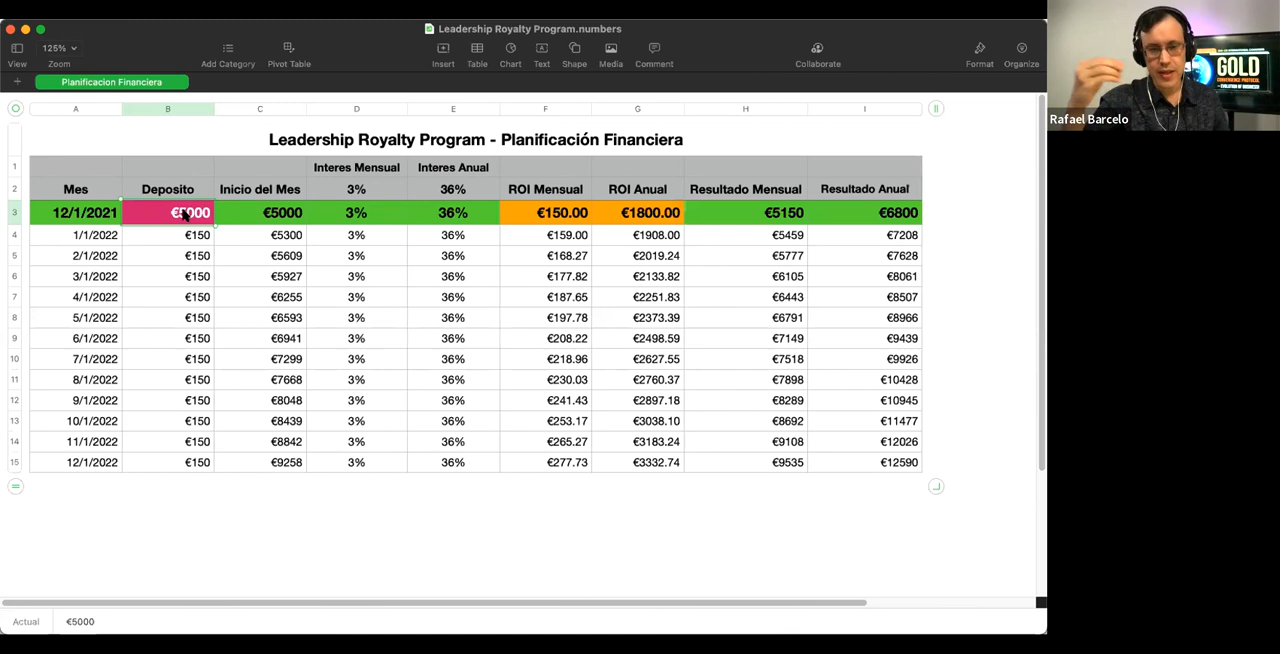 Leadership Royalty Program.numbers
125%
View Zoom Add Category Pivot Table Insert Table Chart Text Shape Media Comment Collaborate Format Organize
Planificacion Financiera
A B C D E F G H I
Leadership Royalty Program - Planificación Financiera
1 Interes Mensual Interes Anual
2 Mes Deposito Inicio del Mes 3% 36% ROI Mensual ROI Anual Resultado Mensual Resultado Anual
3 12/1/2021 €5000 €5000 3% 36% €150.00 €1800.00 €5150 €6800
4 1/1/2022 €150 €5300 3% 36% €159.00 €1908.00 €5459 €7208
5 2/1/2022 €150 €5609 3% 36% €168.27 €2019.24 €5777 €7628
6 3/1/2022 €150 €5927 3% 36% €177.82 €2133.82 €6105 €8061
7 4/1/2022 €150 €6255 3% 36% €187.65 €2251.83 €6443 €8507
8 5/1/2022 €150 €6593 3% 36% €197.78 €2373.39 €6791 €8966
9 6/1/2022 €150 €6941 3% 36% €208.22 €2498.59 €7149 €9439
10 7/1/2022 €150 €7299 3% 36% €218.96 €2627.55 €7518 €9926
11 8/1/2022 €150 €7668 3% 36% €230.03 €2760.37 €7898 €10428
12 9/1/2022 €150 €8048 3% 36% €241.43 €2897.18 €8289 €10945
13 10/1/2022 €150 €8439 3% 36% €253.17 €3038.10 €8692 €11477
14 11/1/2022 €150 €8842 3% 36% €265.27 €3183.24 €9108 €12026
15 12/1/2022 €150 €9258 3% 36% €277.73 €3332.74 €9535 €12590
Actual €5000
GOLD
CONVERGENCE PROTOCOL
Rafael Barcelo